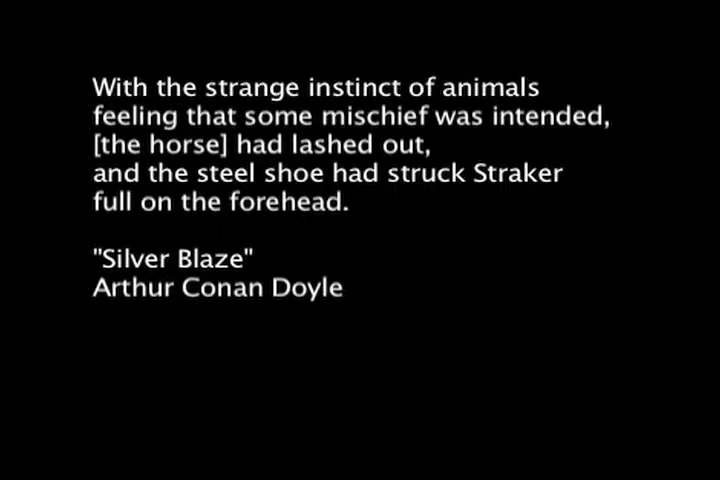 With the strange instinct of animals
feeling that some mischief was intended,
[the horse] had lashed out,
and the steel shoe had struck Straker
full on the forehead.
"Silver Blaze"
Arthur Conan Doyle